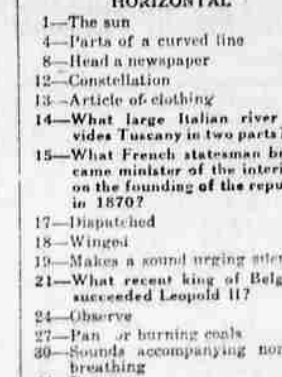 HORIZONTAL
1—The sun
4—Parts of a curved line
8—Head a newspaper
12—Constellation
13—Article of clothing
14—What large Italian river
vides Tuscany in two parts?
15—What French statesman be
came minister of the interi
on the founding of the repu
in 1870?
17—Dispatched
18—Winged
19—Makes a sound urging silen
21—What recent king of Belg
succeeded Leopold II?
24—Observe
27—Pan or burning coals
30—Sounds accompanying nor
breathing